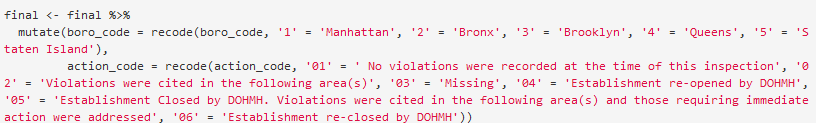 final <- final %>%
  mutate(boro_code = recode(boro_code, '1' = 'Manhattan', '2' = 'Bronx', '3' = 'Brooklyn', '4' = 'Queens', '5' = 'S
taten Island'),
         action_code = recode(action_code, '01' = ' No violations were recorded at the time of this inspection', '0
2' = 'Violations were cited in the following area(s)', '03' = 'Missing', '04' = 'Establishment re-opened by DOHMH',
'05' = 'Establishment Closed by DOHMH. Violations were cited in the following area(s) and those requiring immediate
action were addressed', '06' = 'Establishment re-closed by DOHMH'))